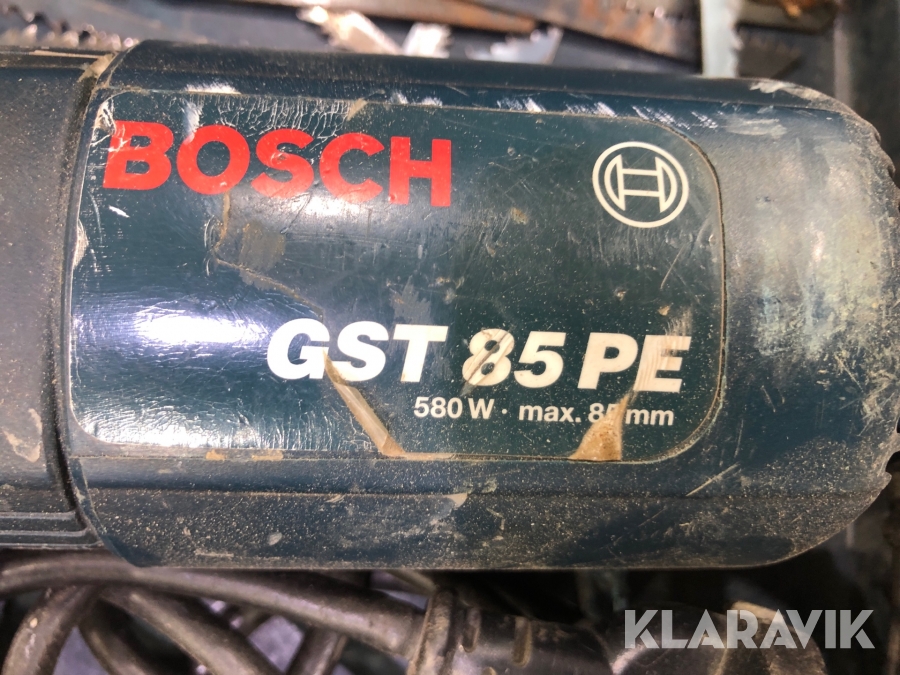 BOSCH
GST 85 PE
580 W · max. 85 mm
KLARAVIK